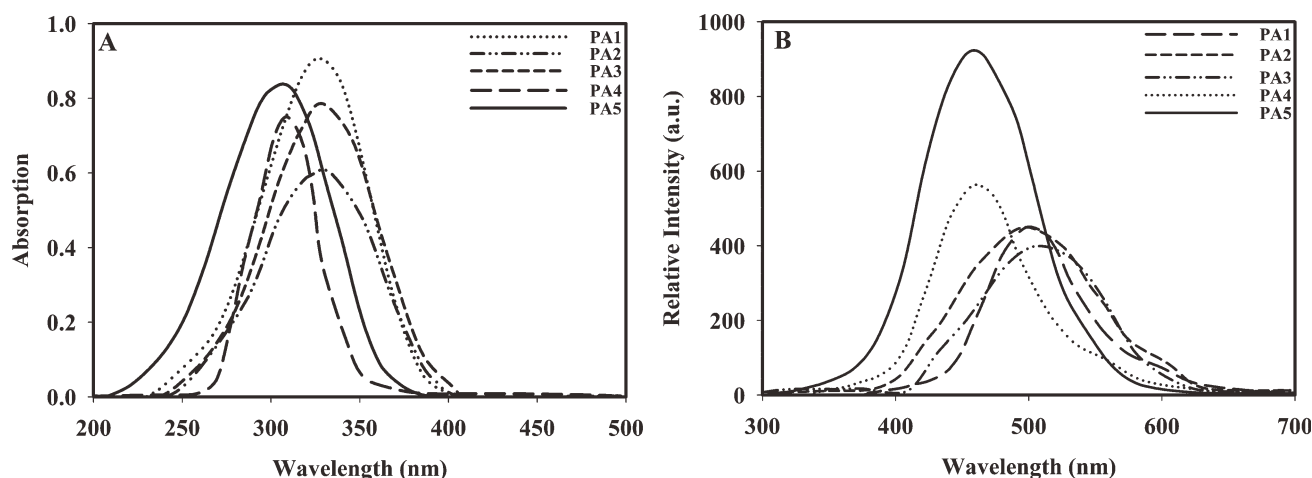 A
PA1
PA2
PA3
PA4
PA5
1.0
0.8
0.6
0.4
0.2
0.0
Absorption
200 250 300 350 400 450 500
Wavelength (nm)
B
PA1
PA2
PA3
PA4
PA5
1000
800
600
400
200
0
Relative Intensity (a.u.)
300 400 500 600 700
Wavelength (nm)